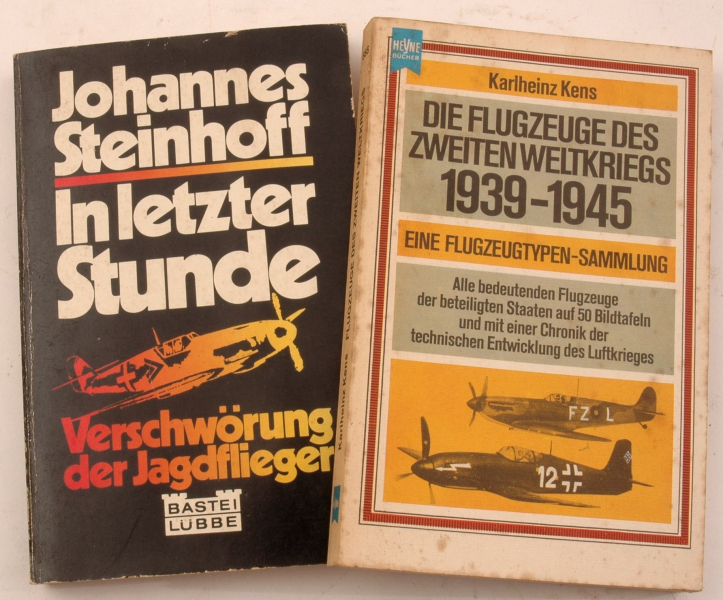 Johannes
Steinhoff
In letzter
Stunde
Verschwörung
der Jagdflieger
BASTEI
LÜBBE
HEYNE
BÜCHER
Karlheinz Kens
DIE FLUGZEUGE DES
ZWEITEN WELTKRIEGS
1939-1945
EINE FLUGZEUGTYPEN-SAMMLUNG
Alle bedeutenden Flugzeuge
der beteiligten Staaten auf 50 Bildtafeln
und mit einer Chronik der
technischen Entwicklung des Luftkrieges
FZ L
12
Karlheinz Kens FLUGZEUGE DES ZWEITEN WELTKRIEGS